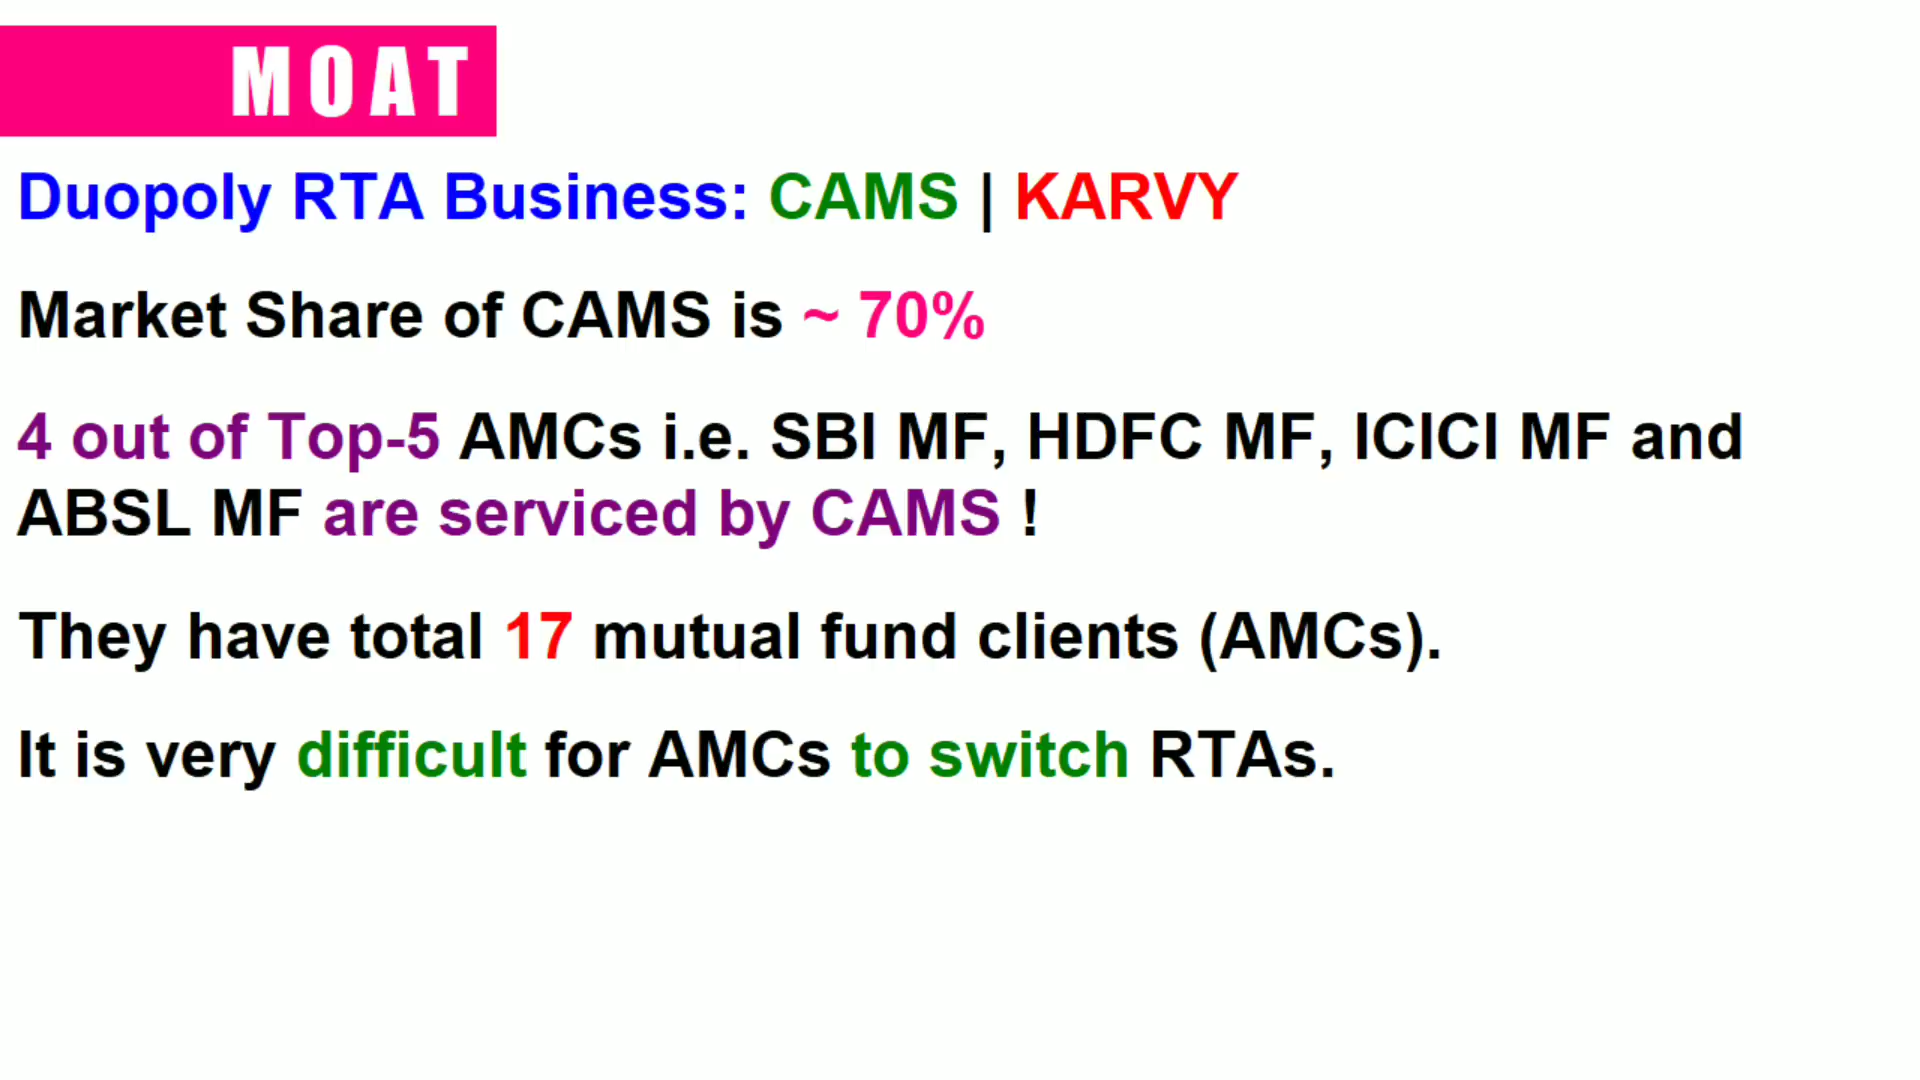 MOAT
Duopoly RTA Business: CAMS | KARVY
Market Share of CAMS is ~ 70%
4 out of Top-5 AMCs i.e. SBI MF, HDFC MF, ICICI MF and
ABSL MF are serviced by CAMS !
They have total 17 mutual fund clients (AMCs).
It is very difficult for AMCs to switch RTAs.